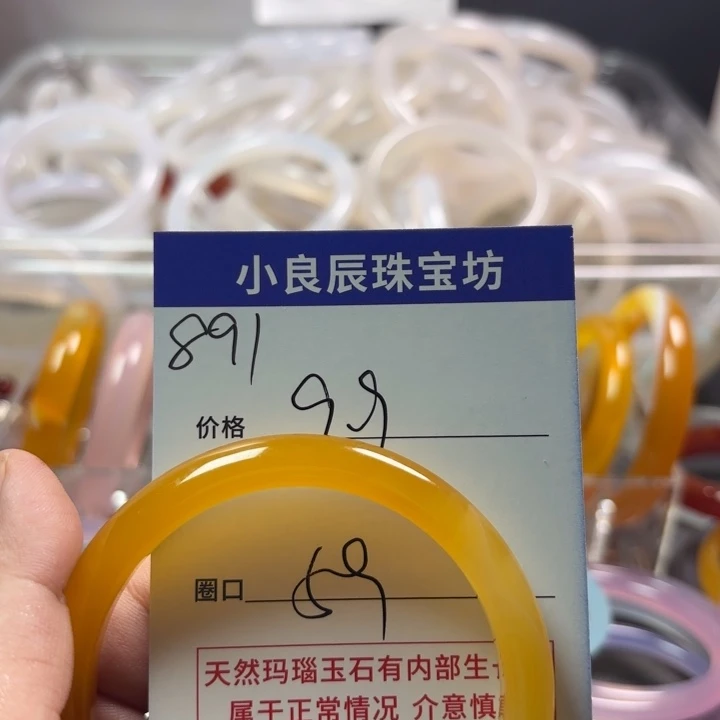 小良辰珠宝坊
891
价格 99
圈口 59
天然玛瑙玉石有内部生
属于正常情况 介意慎